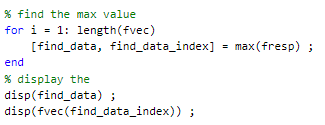 % find the max value
for i = 1: length(fvec)
    [find_data, find_data_index] = max(fresp) ;
end
% display the
disp(find_data) ;
disp(fvec(find_data_index)) ;